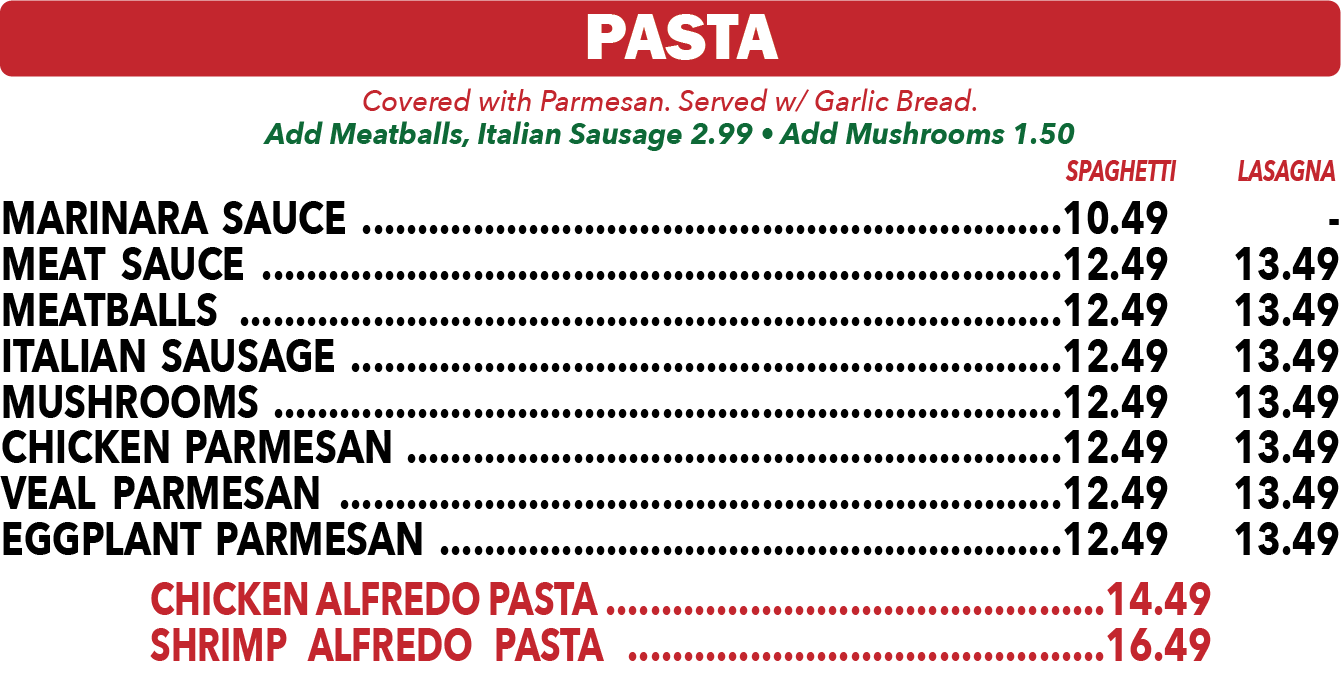 PASTA
Covered with Parmesan. Served w/ Garlic Bread.
Add Meatballs, Italian Sausage 2.99 • Add Mushrooms 1.50
SPAGHETTI LASAGNA
MARINARA SAUCE ................................................................10.49 -
MEAT SAUCE .........................................................................12.49 13.49
MEATBALLS ...........................................................................12.49 13.49
ITALIAN SAUSAGE .................................................................12.49 13.49
MUSHROOMS ........................................................................12.49 13.49
CHICKEN PARMESAN ............................................................12.49 13.49
VEAL PARMESAN ..................................................................12.49 13.49
EGGPLANT PARMESAN .........................................................12.49 13.49
CHICKEN ALFREDO PASTA .............................................14.49
SHRIMP ALFREDO PASTA ...........................................16.49